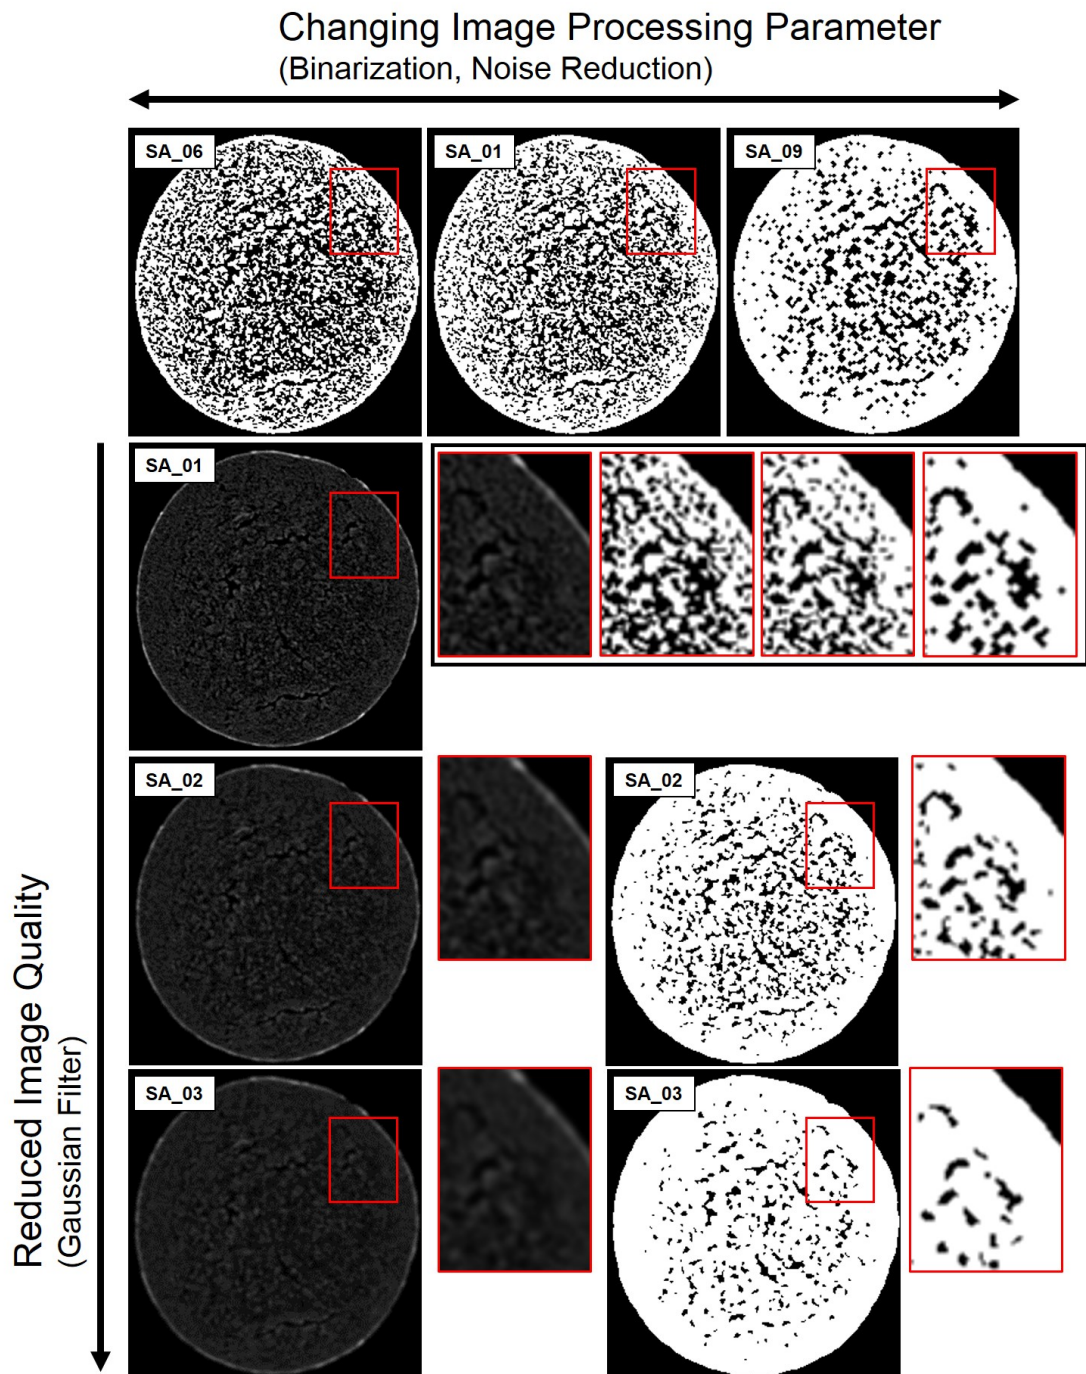 Changing Image Processing Parameter
(Binarization, Noise Reduction)
SA_06
SA_01
SA_09
SA_01
SA_02
SA_02
SA_03
SA_03
Reduced Image Quality
(Gaussian Filter)